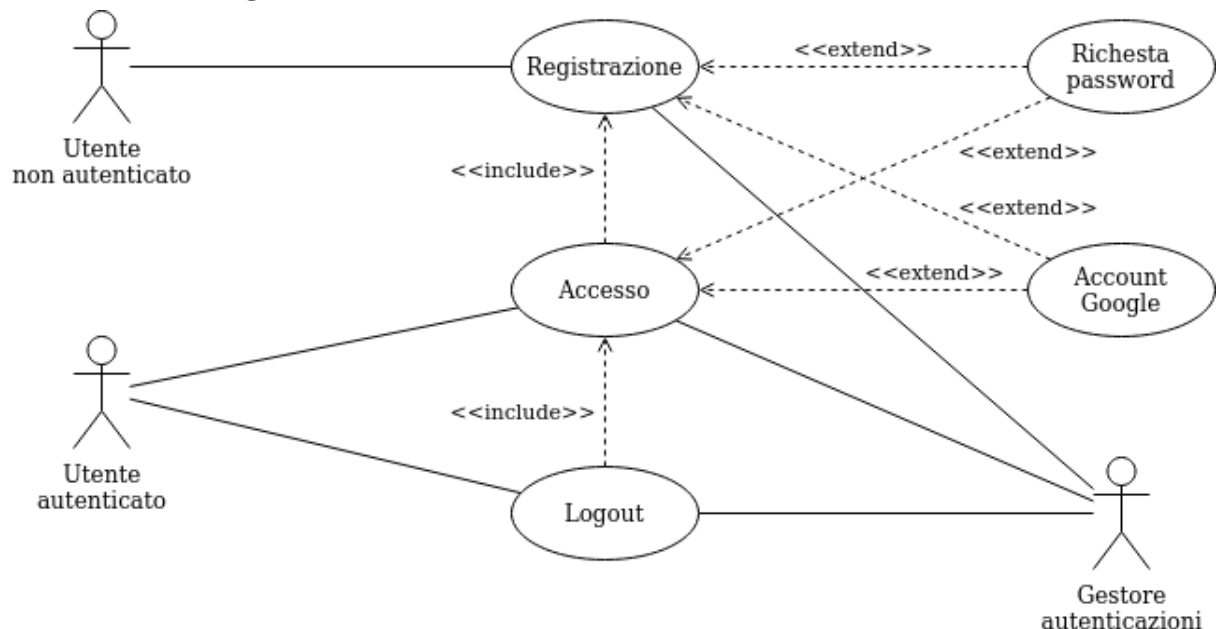 Registrazione
<<extend>>
Richesta
password
Utente
non autenticato
<<include>>
<<extend>>
<<extend>>
Accesso
<<extend>>
Account
Google
<<include>>
Utente
autenticato
Logout
Gestore
autenticazioni